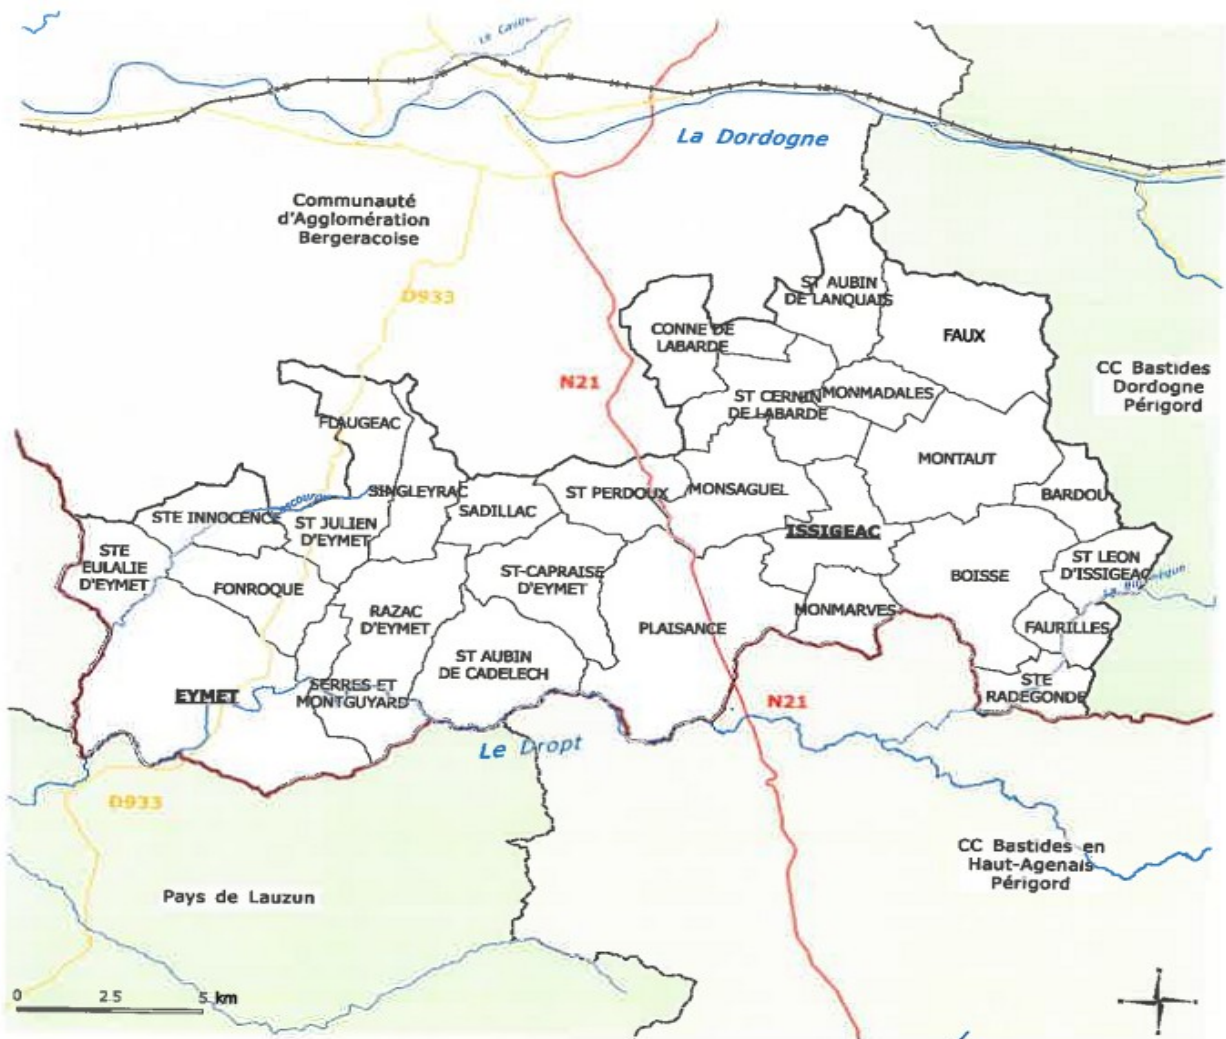 La Dordogne
Communauté
d'Agglomération
Bergeracoise
D933
ST AUBIN
DE LANQUAIS
CONNE DE
LABARDE
FAUX
N21
CC Bastides
Dordogne
Périgord
ST CERNIN
DE LABARDE
MONMADALES
FLAUGEAC
MONTAUT
SINGLEYRAC
ST PERDOUX
MONSAGUEL
BARDOU
SADILLAC
STE INNOCENCE
ST JULIEN
D'EYMET
ISSIGEAC
STE
EULALIE
D'EYMET
ST LEON
D'ISSIGEAC
ST-CAPRAISE
D'EYMET
BOISSE
FONROQUE
RAZAC
D'EYMET
MONMARVES
PLAISANCE
FAURILLES
ST AUBIN
DE CADELECH
EYMET
SERRES ET
MONTGUYARD
STE
RADEGONDE
N21
Le Dropt
D933
CC Bastides en
Haut-Agenais
Périgord
Pays de Lauzun
0 2.5 5 km